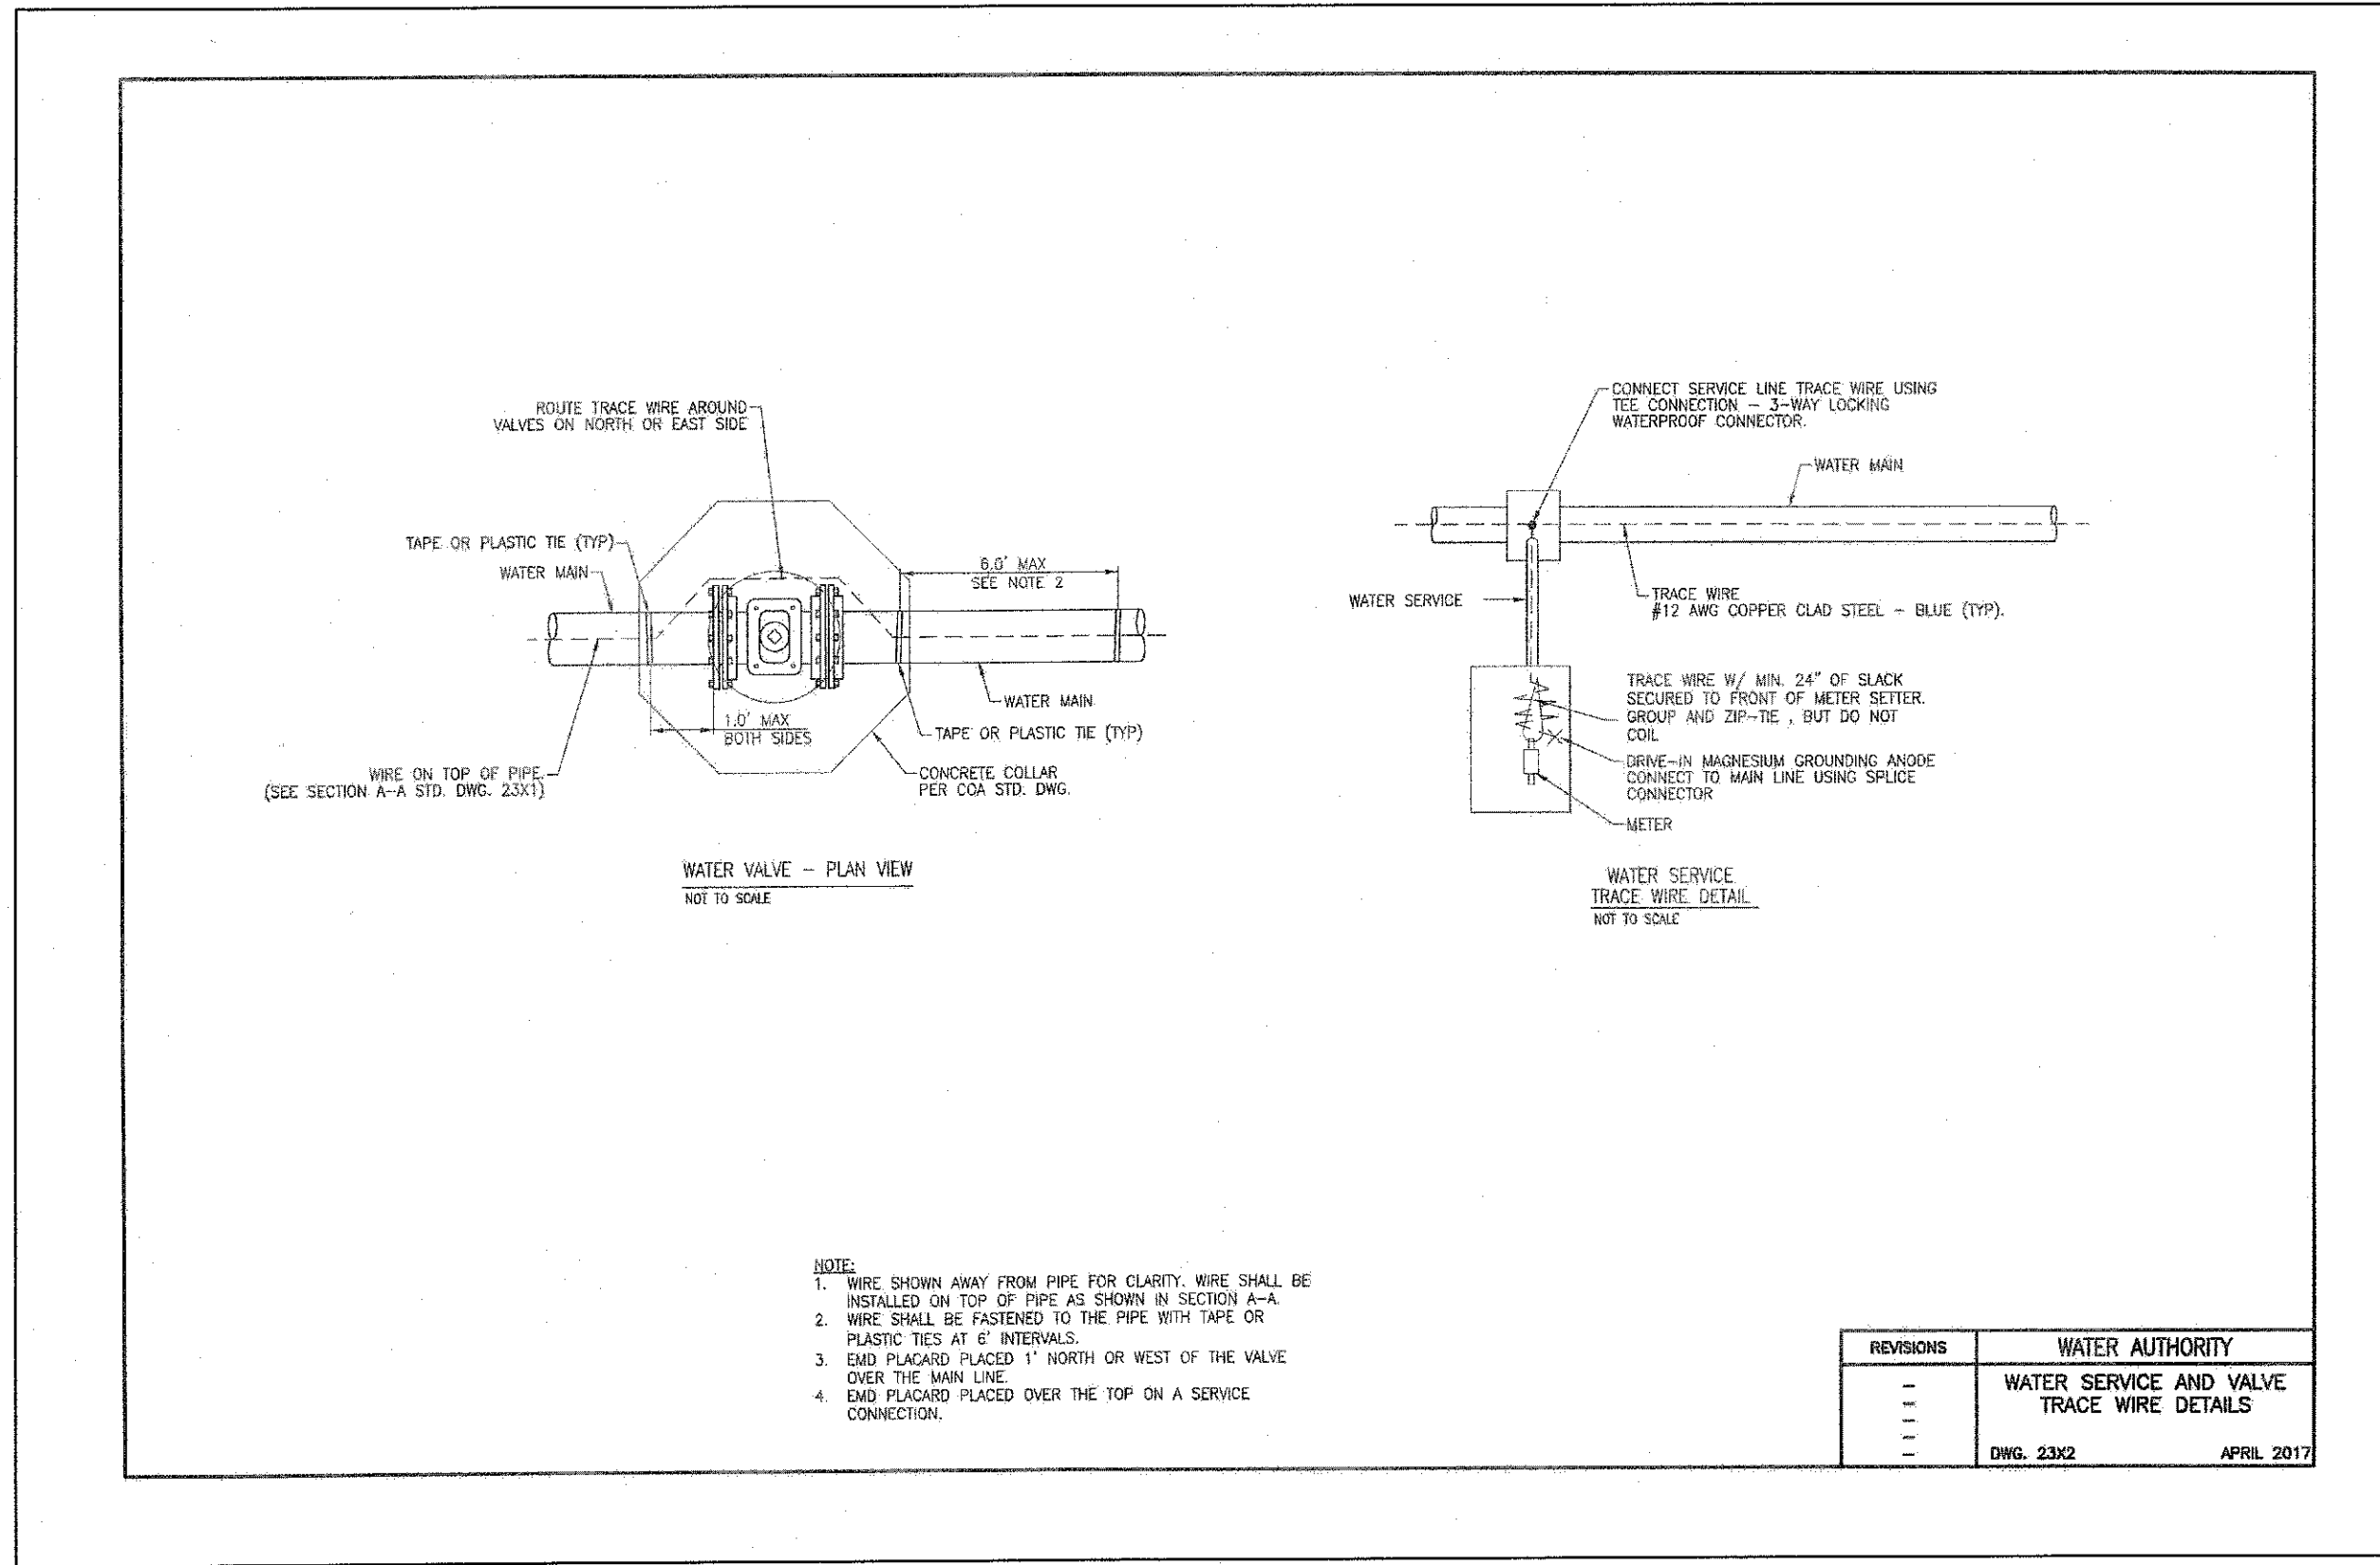 ROUTE TRACE WIRE AROUND
VALVES ON NORTH OR EAST SIDE
TAPE OR PLASTIC TIE (TYP)
WATER MAIN
6.0' MAX
SEE NOTE 2
WATER MAIN
1.0' MAX
BOTH SIDES
TAPE OR PLASTIC TIE (TYP)
WIRE ON TOP OF PIPE.
(SEE SECTION A-A STD. DWG. 23X1)
CONCRETE COLLAR
PER COA STD. DWG.
WATER VALVE - PLAN VIEW
NOT TO SCALE
CONNECT SERVICE LINE TRACE WIRE USING
TEE CONNECTION - 3-WAY LOCKING
WATERPROOF CONNECTOR.
WATER MAIN
WATER SERVICE
TRACE WIRE
#12 AWG COPPER CLAD STEEL - BLUE (TYP).
TRACE WIRE W/ MIN. 24" OF SLACK
SECURED TO FRONT OF METER SETTER.
GROUP AND ZIP-TIE , BUT DO NOT
COIL
DRIVE-IN MAGNESIUM GROUNDING ANODE
CONNECT TO MAIN LINE USING SPLICE
CONNECTOR
METER
WATER SERVICE
TRACE WIRE DETAIL
NOT TO SCALE
NOTE:
1. WIRE SHOWN AWAY FROM PIPE FOR CLARITY. WIRE SHALL BE
INSTALLED ON TOP OF PIPE AS SHOWN IN SECTION A-A.
2. WIRE SHALL BE FASTENED TO THE PIPE WITH TAPE OR
PLASTIC TIES AT 6' INTERVALS.
3. EMD PLACARD PLACED 1' NORTH OR WEST OF THE VALVE
OVER THE MAIN LINE.
4. EMD PLACARD PLACED OVER THE TOP ON A SERVICE
CONNECTION.
REVISIONS
-
-
-
-
-
WATER AUTHORITY
WATER SERVICE AND VALVE
TRACE WIRE DETAILS
DWG. 23X2 APRIL 2017